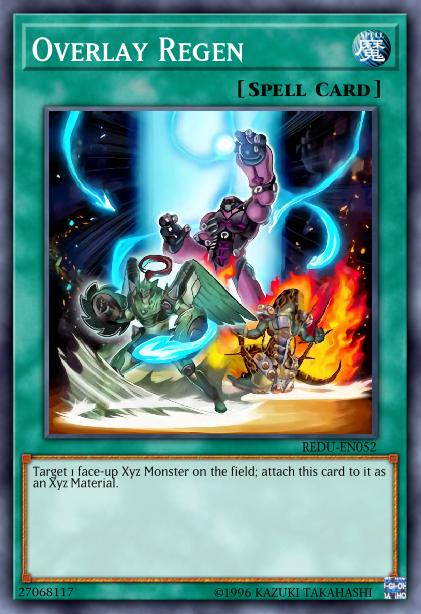 Overlay Regen
SPELL
魔
[Spell Card]
REDU-EN052
Target 1 face-up Xyz Monster on the field; attach this card to it as
an Xyz Material.
27068117
©1996 KAZUKI TAKAHASHI